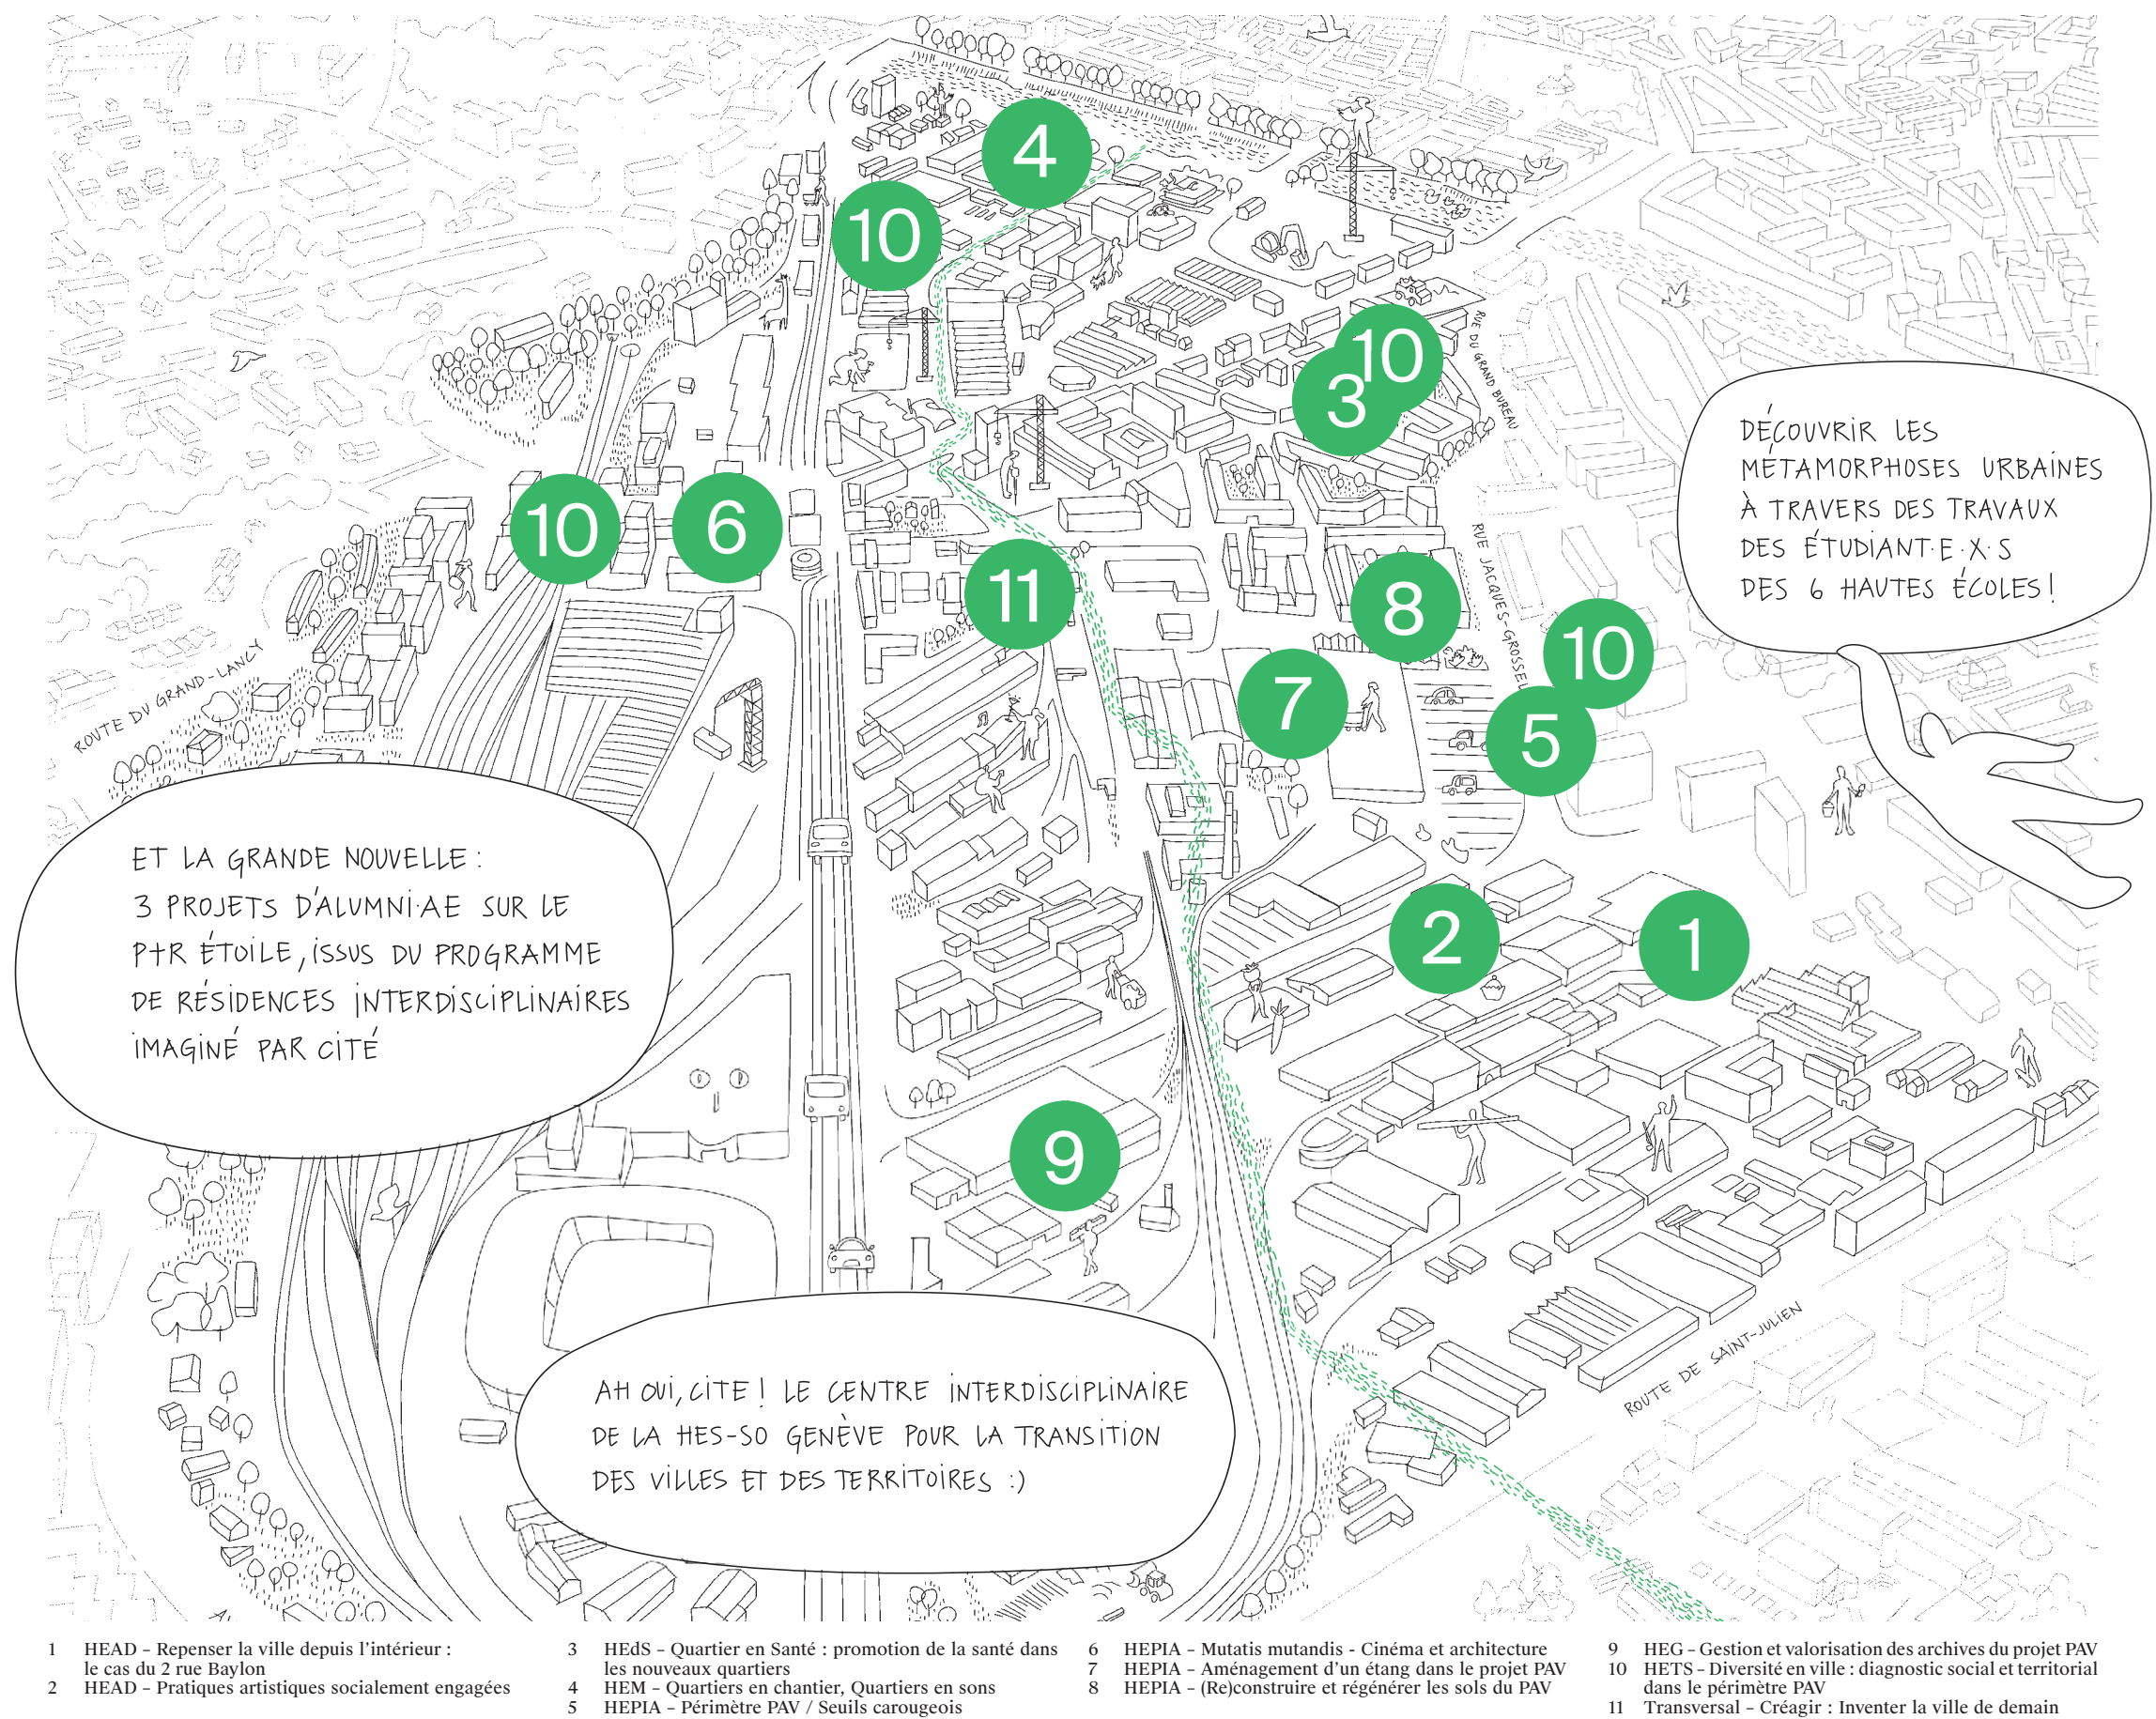 4
10
RUE DU GRAND BUREAU
10
3
DÉCOUVRIR LES
MÉTAMORPHOSES URBAINES
À TRAVERS DES TRAVAUX
DES ÉTUDIANT·E·X·S
DES 6 HAUTES ÉCOLES!
10
6
11
8
RUE JACQUES-GROSSELIN
10
7
5
ROUTE DU GRAND-LANCY
ET LA GRANDE NOUVELLE :
3 PROJETS D'ALUMNI·AE SUR LE
P+R ÉTOILE, ISSUS DU PROGRAMME
DE RÉSIDENCES INTERDISCIPLINAIRES
IMAGINÉ PAR CITÉ
2
1
9
AH OUI, CITÉ! LE CENTRE INTERDISCIPLINAIRE
DE LA HES-SO GENÈVE POUR LA TRANSITION
DES VILLES ET DES TERRITOIRES :)
ROUTE DE SAINT-JULIEN
1 HEAD – Repenser la ville depuis l'intérieur :
le cas du 2 rue Baylon
2 HEAD – Pratiques artistiques socialement engagées
3 HEdS – Quartier en Santé : promotion de la santé dans
les nouveaux quartiers
4 HEM – Quartiers en chantier, Quartiers en sons
5 HEPIA – Périmètre PAV / Seuils carougeois
6 HEPIA – Mutatis mutandis - Cinéma et architecture
7 HEPIA – Aménagement d'un étang dans le projet PAV
8 HEPIA – (Re)construire et régénérer les sols du PAV
9 HEG – Gestion et valorisation des archives du projet PAV
10 HETS – Diversité en ville : diagnostic social et territorial
dans le périmètre PAV
11 Transversal – Créagir : Inventer la ville de demain